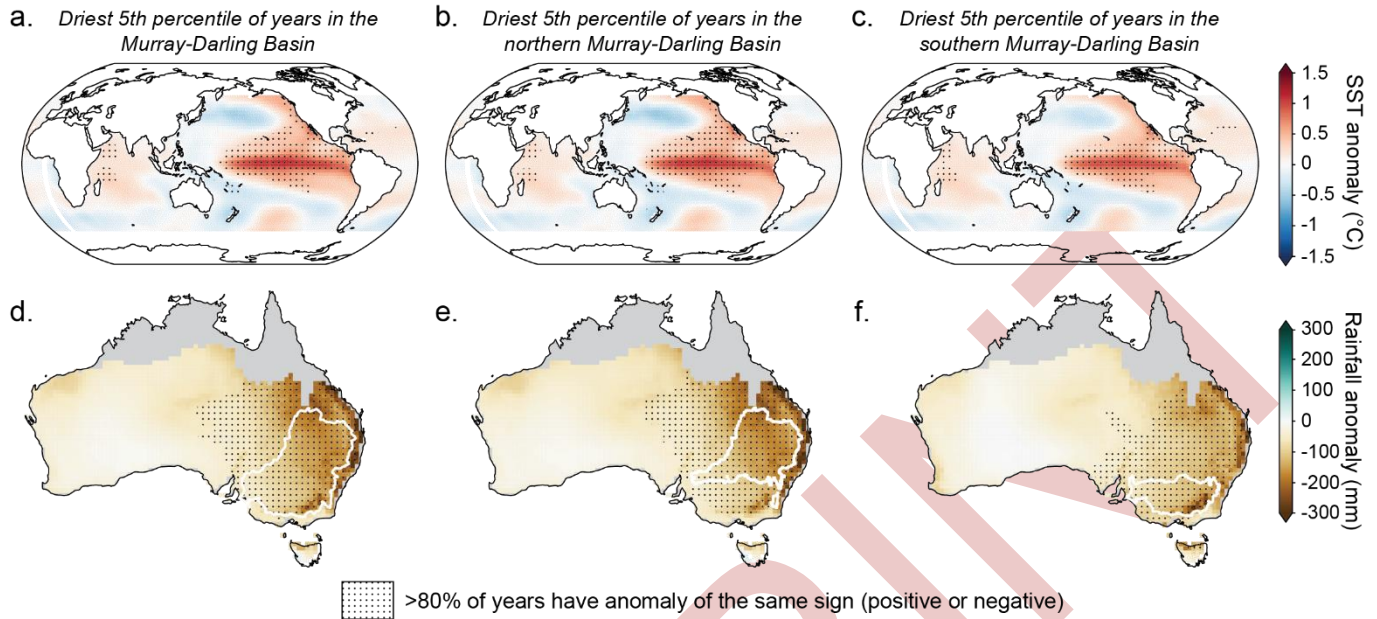 a.
Driest 5th percentile of years in the
Murray-Darling Basin
b.
Driest 5th percentile of years in the
northern Murray-Darling Basin
c.
Driest 5th percentile of years in the
southern Murray-Darling Basin
1.5
1
0.5
0
-0.5
-1
-1.5
SST anomaly (°C)
d.
e.
f.
300
200
100
0
-100
-200
-300
Rainfall anomaly (mm)
>80% of years have anomaly of the same sign (positive or negative)